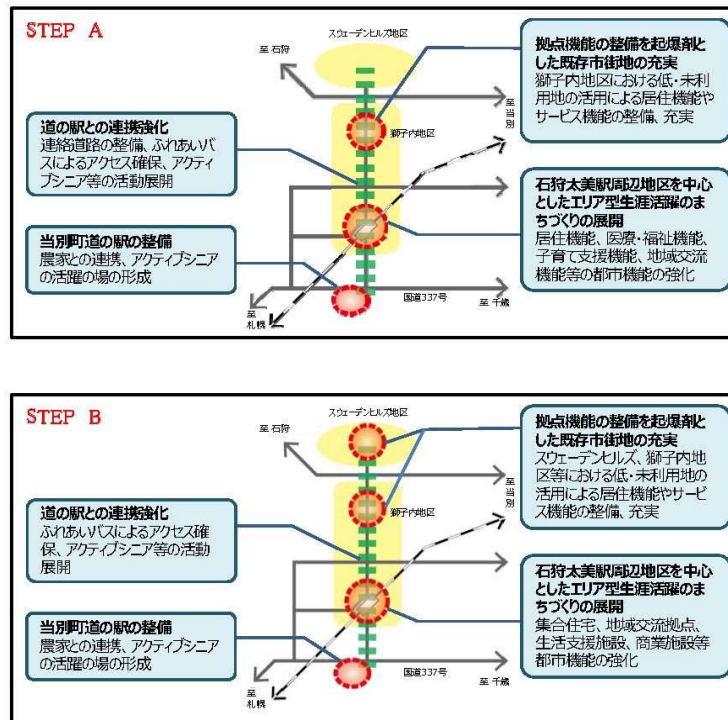 STEP A
スウェーデンヒルズ地区
至 石狩
至 当別
獅子内地区
拠点機能の整備を起爆剤と
した既存市街地の充実
獅子内地区における低・未利
用地の活用による居住機能や
サービス機能の整備、充実
道の駅との連携強化
連絡道路の整備、ふれあいバ
スによるアクセス確保、アクティ
ブシニア等の活動展開
石狩太美駅周辺地区を中心
としたエリア型生涯活躍のま
ちづくりの展開
居住機能、医療・福祉機能、
子育て支援機能、地域交流
機能等の都市機能の強化
当別町道の駅の整備
農家との連携、アクティブシニア
の活躍の場の形成
国道337号
至 札幌
至 千歳
STEP B
スウェーデンヒルズ地区
至 石狩
至 当別
獅子内地区
拠点機能の整備を起爆剤と
した既存市街地の充実
スウェーデンヒルズ、獅子内地
区等における低・未利用地の
活用による居住機能やサービ
ス機能の整備、充実
道の駅との連携強化
ふれあいバスによるアクセス確
保、アクティブシニア等の活動
展開
石狩太美駅周辺地区を中心
としたエリア型生涯活躍のま
ちづくりの展開
集合住宅、地域交流拠点、
生活支援施設、商業施設等
都市機能の強化
当別町道の駅の整備
農家との連携、アクティブシニア
の活躍の場の形成
国道337号
至 札幌
至 千歳